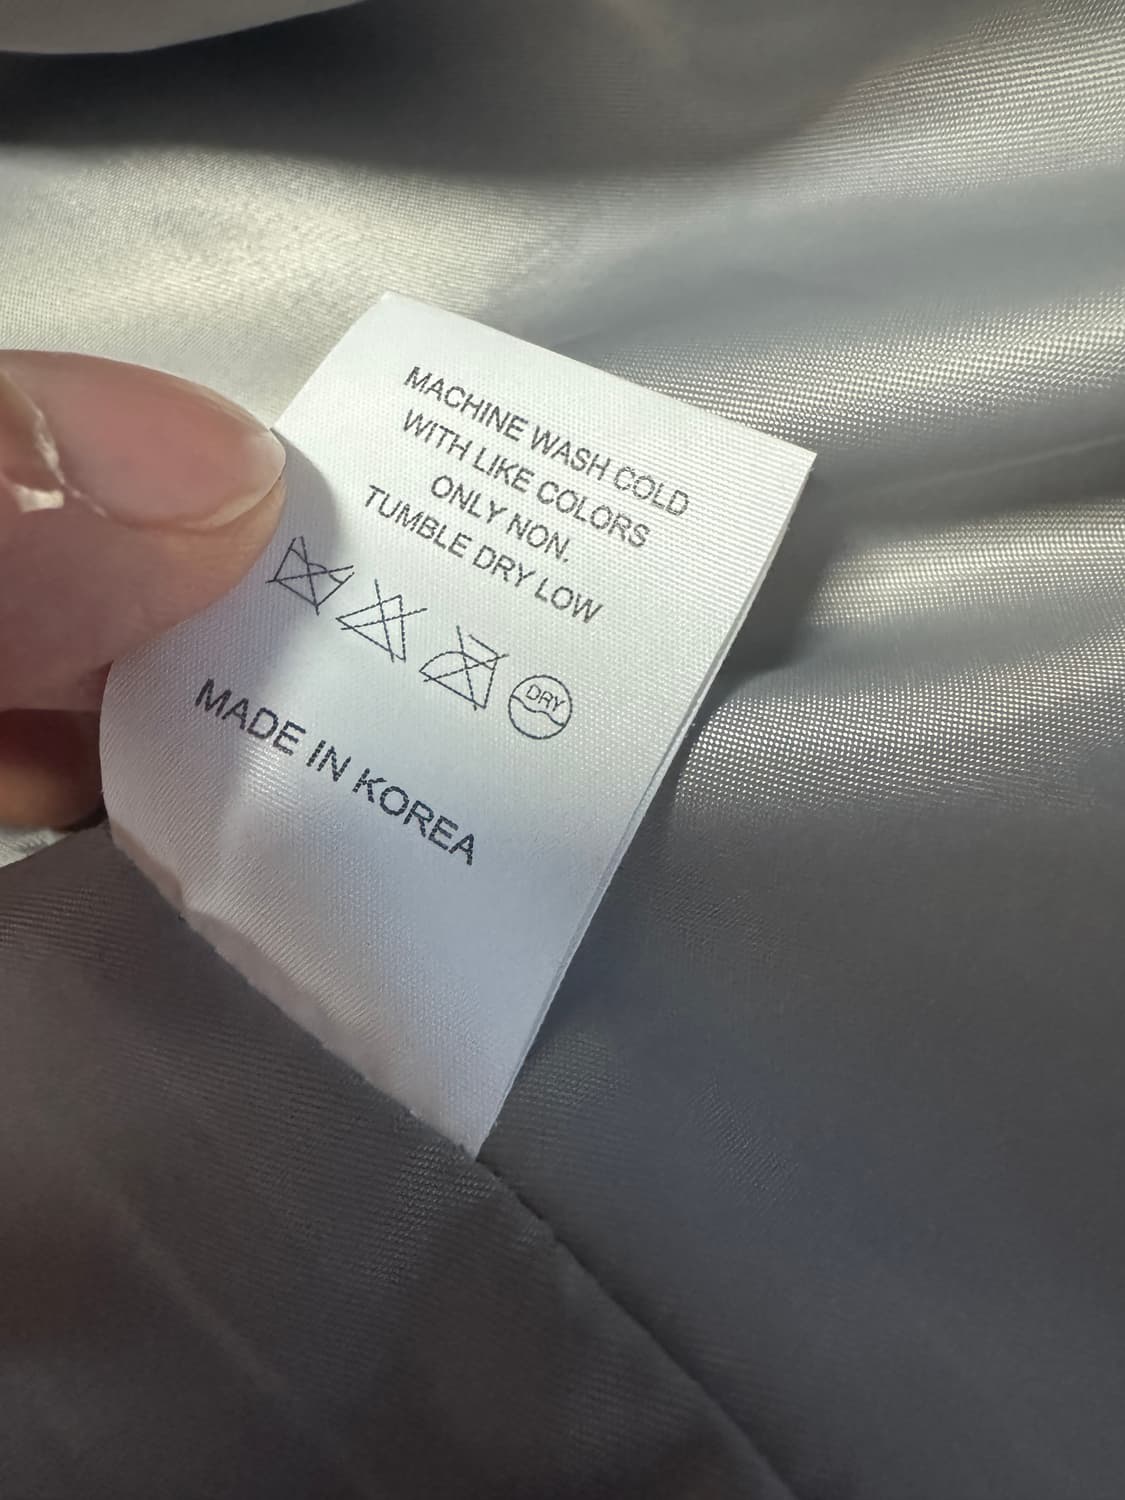 MACHINE WASH COLD
WITH LIKE COLORS
ONLY NON.
TUMBLE DRY LOW
DRY
MADE IN KOREA